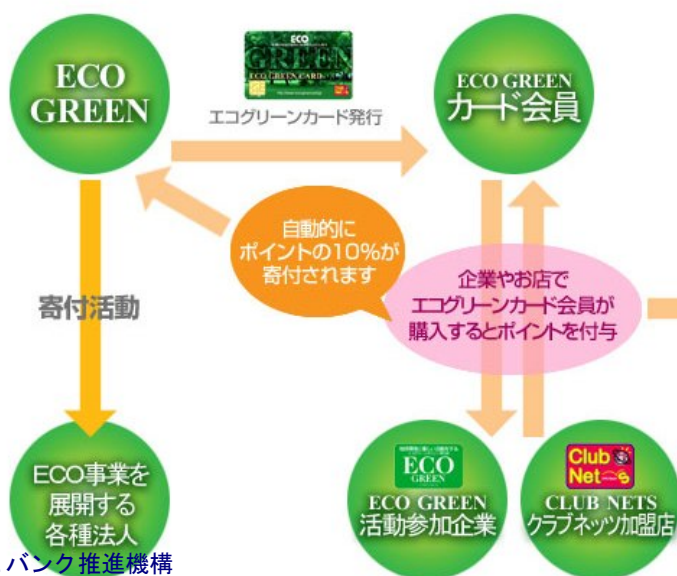 ECO
GREEN
ECO
GREEN
ECO GREEN CARD
エコグリーンカード発行
ECO GREEN
カード会員
自動的に
ポイントの10%が
寄付されます
企業やお店で
エコグリーンカード会員が
購入するとポイントを付与
寄付活動
ECO事業を
展開する
各種法人
バンク推進機構
ECO
GREEN
ECO GREEN
活動参加企業
Club
Net's
CLUB NETS
クラブネッツ加盟店